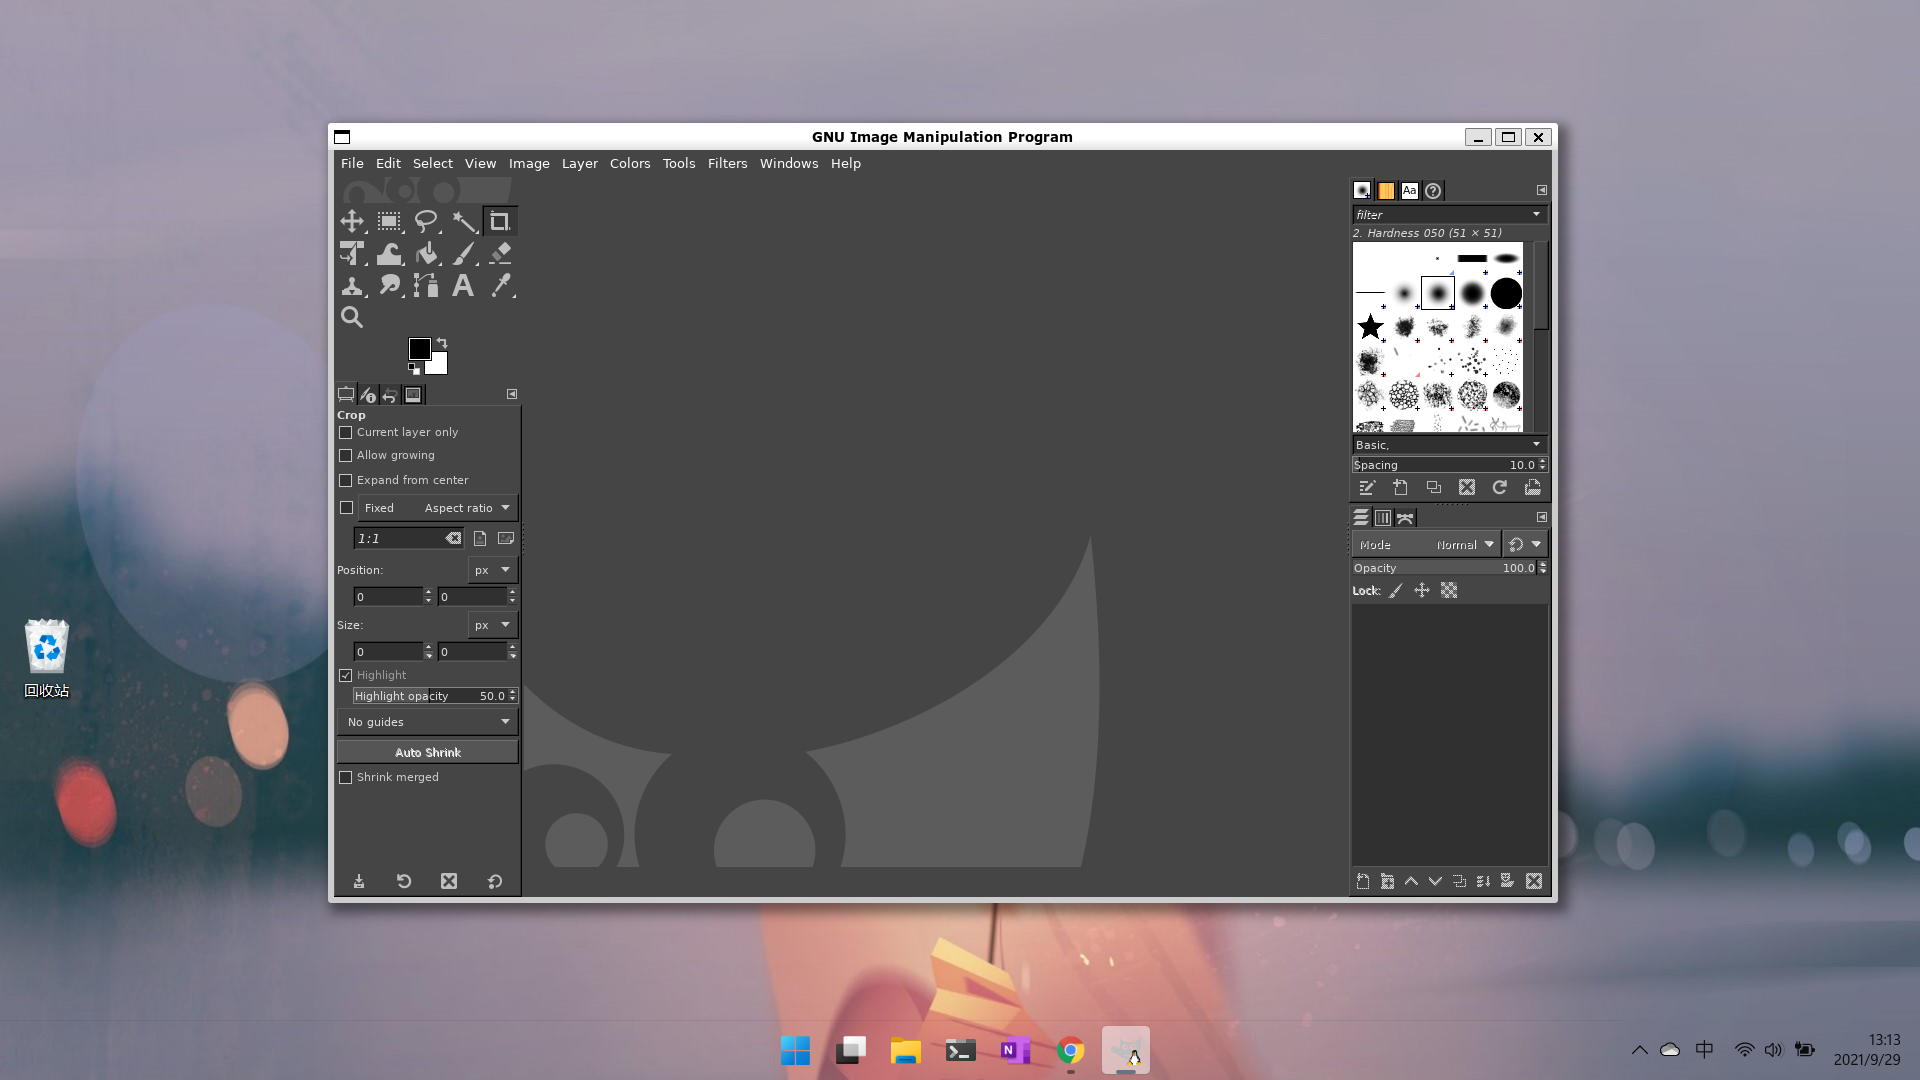 GNU Image Manipulation Program
File Edit Select View Image Layer Colors Tools Filters Windows Help
Aa
filter
2. Hardness 050 (51 × 51)
Basic,
Spacing 10.0
Mode Normal
Opacity 100.0
Lock:
Crop
Current layer only
Allow growing
Expand from center
Fixed Aspect ratio
1:1
Position: px
0 0
Size: px
0 0
Highlight
Highlight opacity 50.0
No guides
Auto Shrink
Shrink merged
回收站
N
中
13:13
2021/9/29